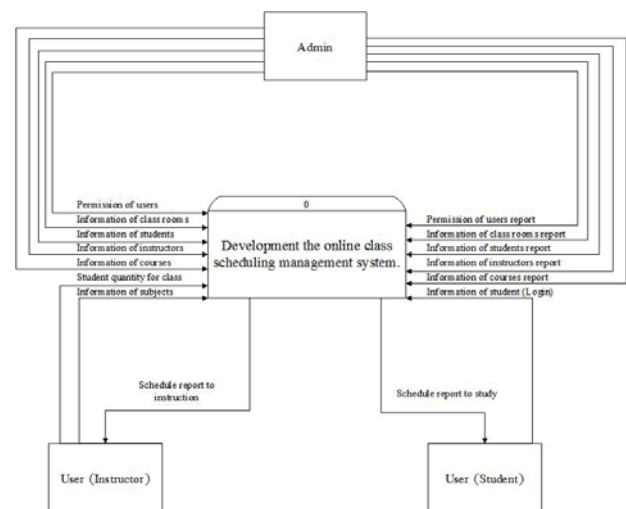 Admin
Permission of users
Information of class rooms
Information of students
Information of instructors
Information of courses
Student quantity for class
Information of subjects
0
Development the online class
scheduling management system.
Permission of users report
Information of class rooms report
Information of students report
Information of instructors report
Information of courses report
Information of student (Login)
Schedule report to
instruction
Schedule report to study
User (Instructor)
User (Student)